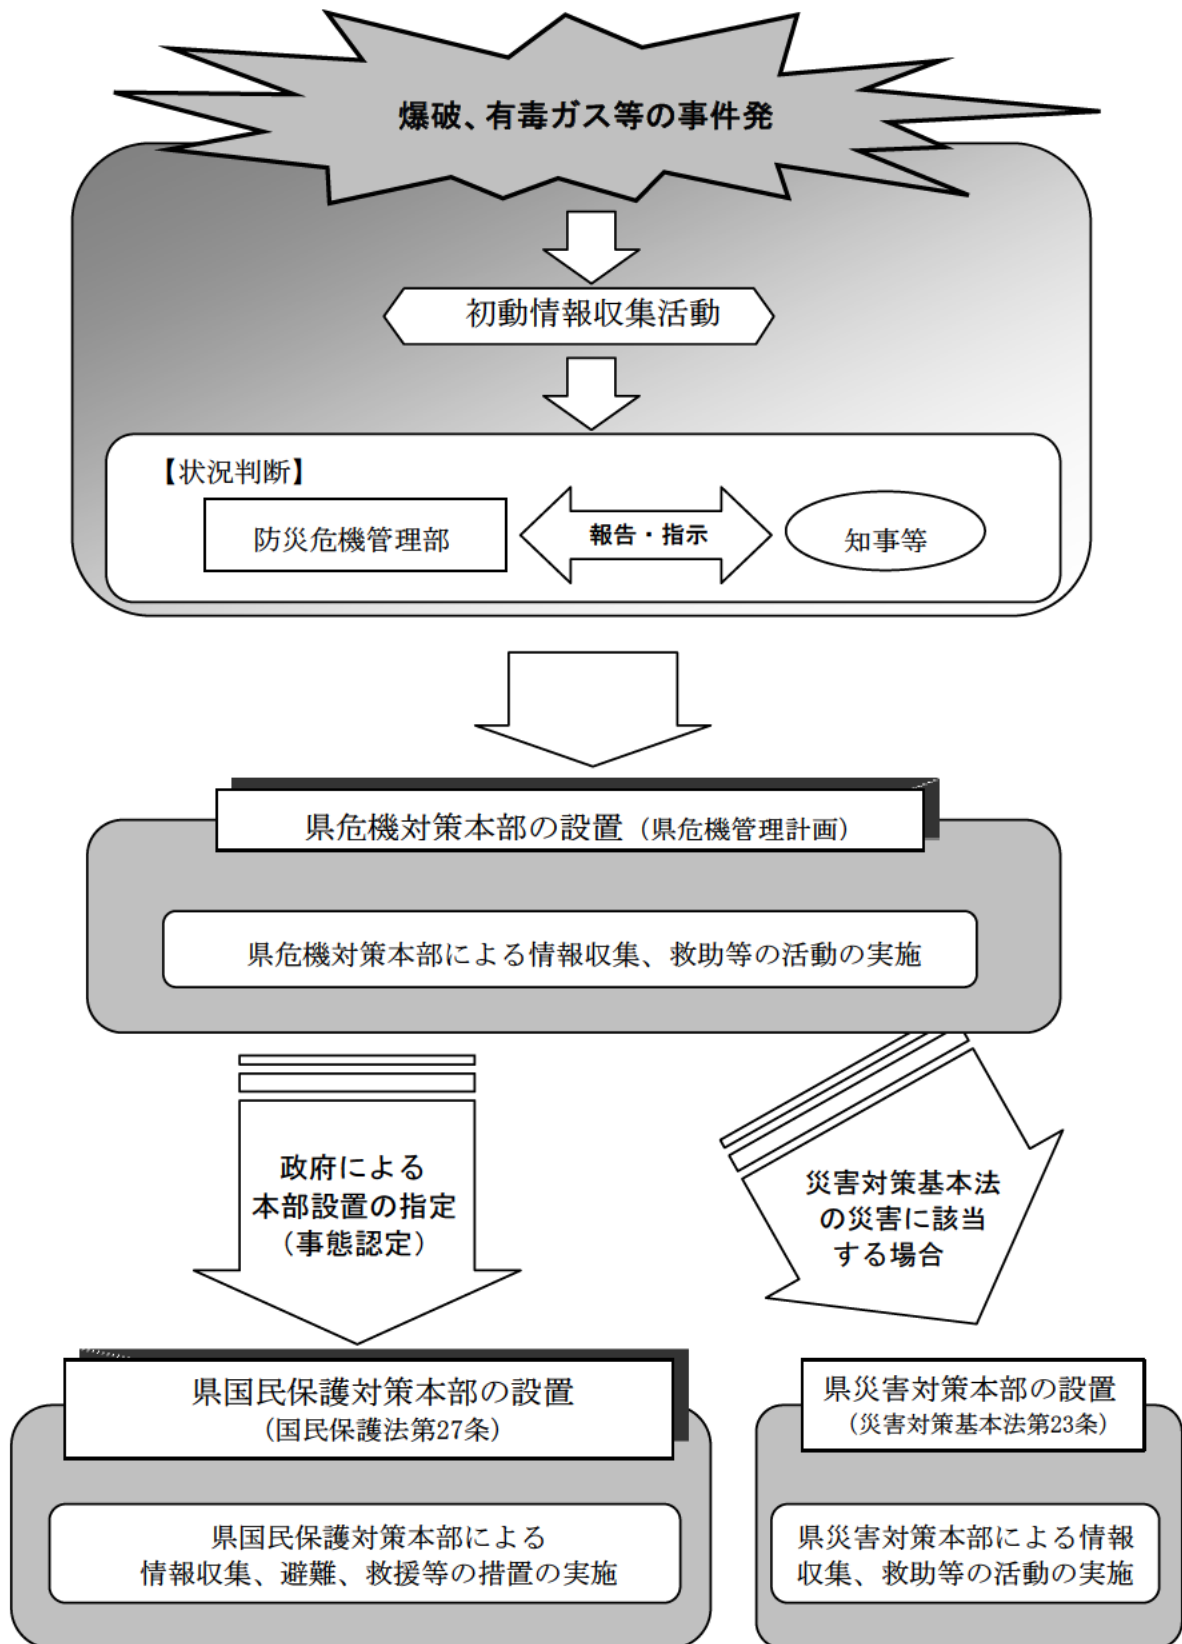 爆破、有毒ガス等の事件発
初動情報収集活動
【状況判断】
防災危機管理部
報告・指示
知事等
県危機対策本部の設置（県危機管理計画）
県危機対策本部による情報収集、救助等の活動の実施
政府による
本部設置の指定
（事態認定）
災害対策基本法
の災害に該当
する場合
県国民保護対策本部の設置
（国民保護法第27条）
県国民保護対策本部による
情報収集、避難、救援等の措置の実施
県災害対策本部の設置
（災害対策基本法第23条）
県災害対策本部による情報
収集、救助等の活動の実施